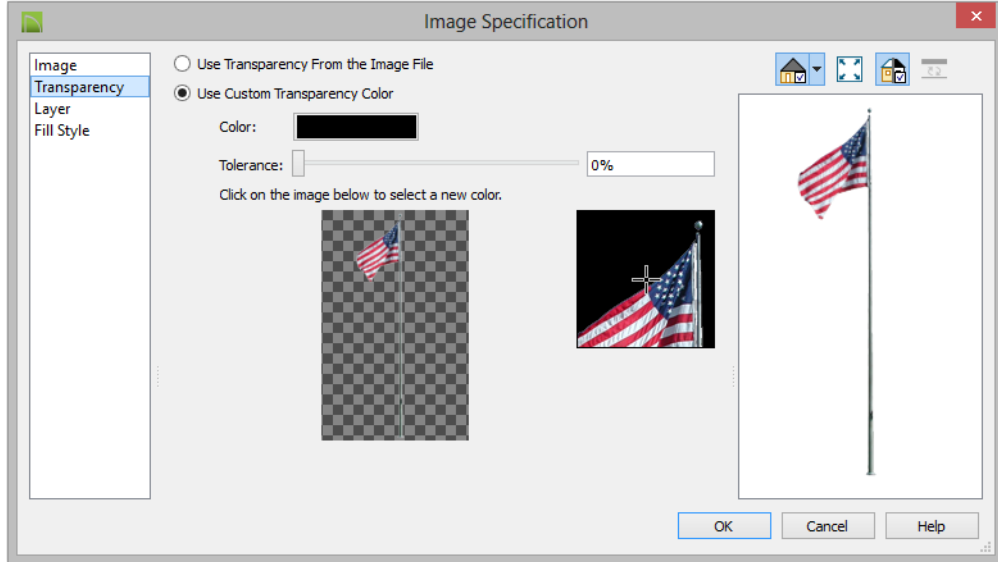 Image Specification
Image
Transparency
Layer
Fill Style
Use Transparency From the Image File
Use Custom Transparency Color
Color:
Tolerance:
0%
Click on the image below to select a new color.
OK
Cancel
Help